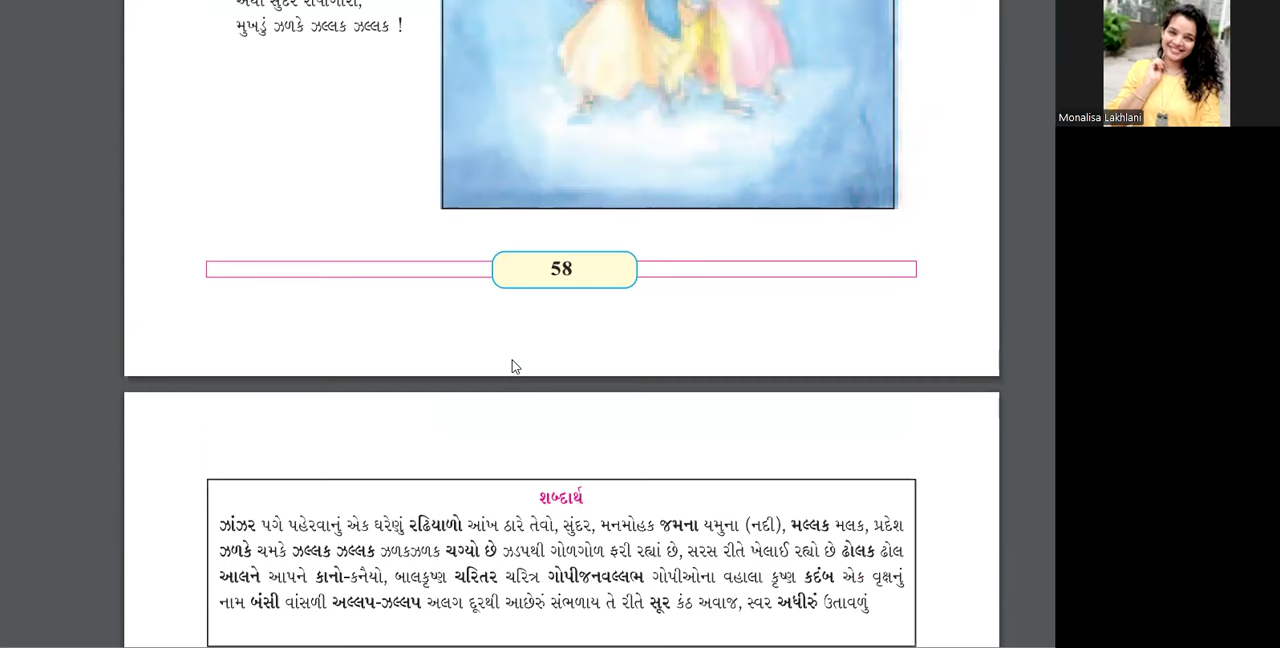 એવી સુંદર
મુખડું ઝળકે ઝલ્લક ઝલ્લક !
Monalisa Lakhlani
58
શબ્દાર્થ
ઝાંઝર પગે પહેરવાનું એક ઘરેણું રઢિયાળો આંખ ઠારે તેવો, સુંદર, મનમોહક જમના યમુના (નદી), મલ્લક મલક, પ્રદેશ
ઝળકે ચમકે ઝલ્લક ઝલ્લક ઝળકઝળક ચગ્યો છે ઝડપથી ગોળગોળ ફરી રહ્યાં છે, સરસ રીતે ખેલાઈ રહ્યો છે ઢોલક ઢોલ
આલને આપને કાનો-કનૈયો, બાલકૃષ્ણ ચરિતર ચરિત્ર ગોપીજનવલ્લભ ગોપીઓના વહાલા કૃષ્ણ કદંબ એક વૃક્ષનું
નામ બંસી વાંસળી અલ્લપ-ઝલ્લપ અલગ દૂરથી આછેરું સંભળાય તે રીતે સૂર કંઠ અવાજ, સ્વર અધીરું ઉતાવળું